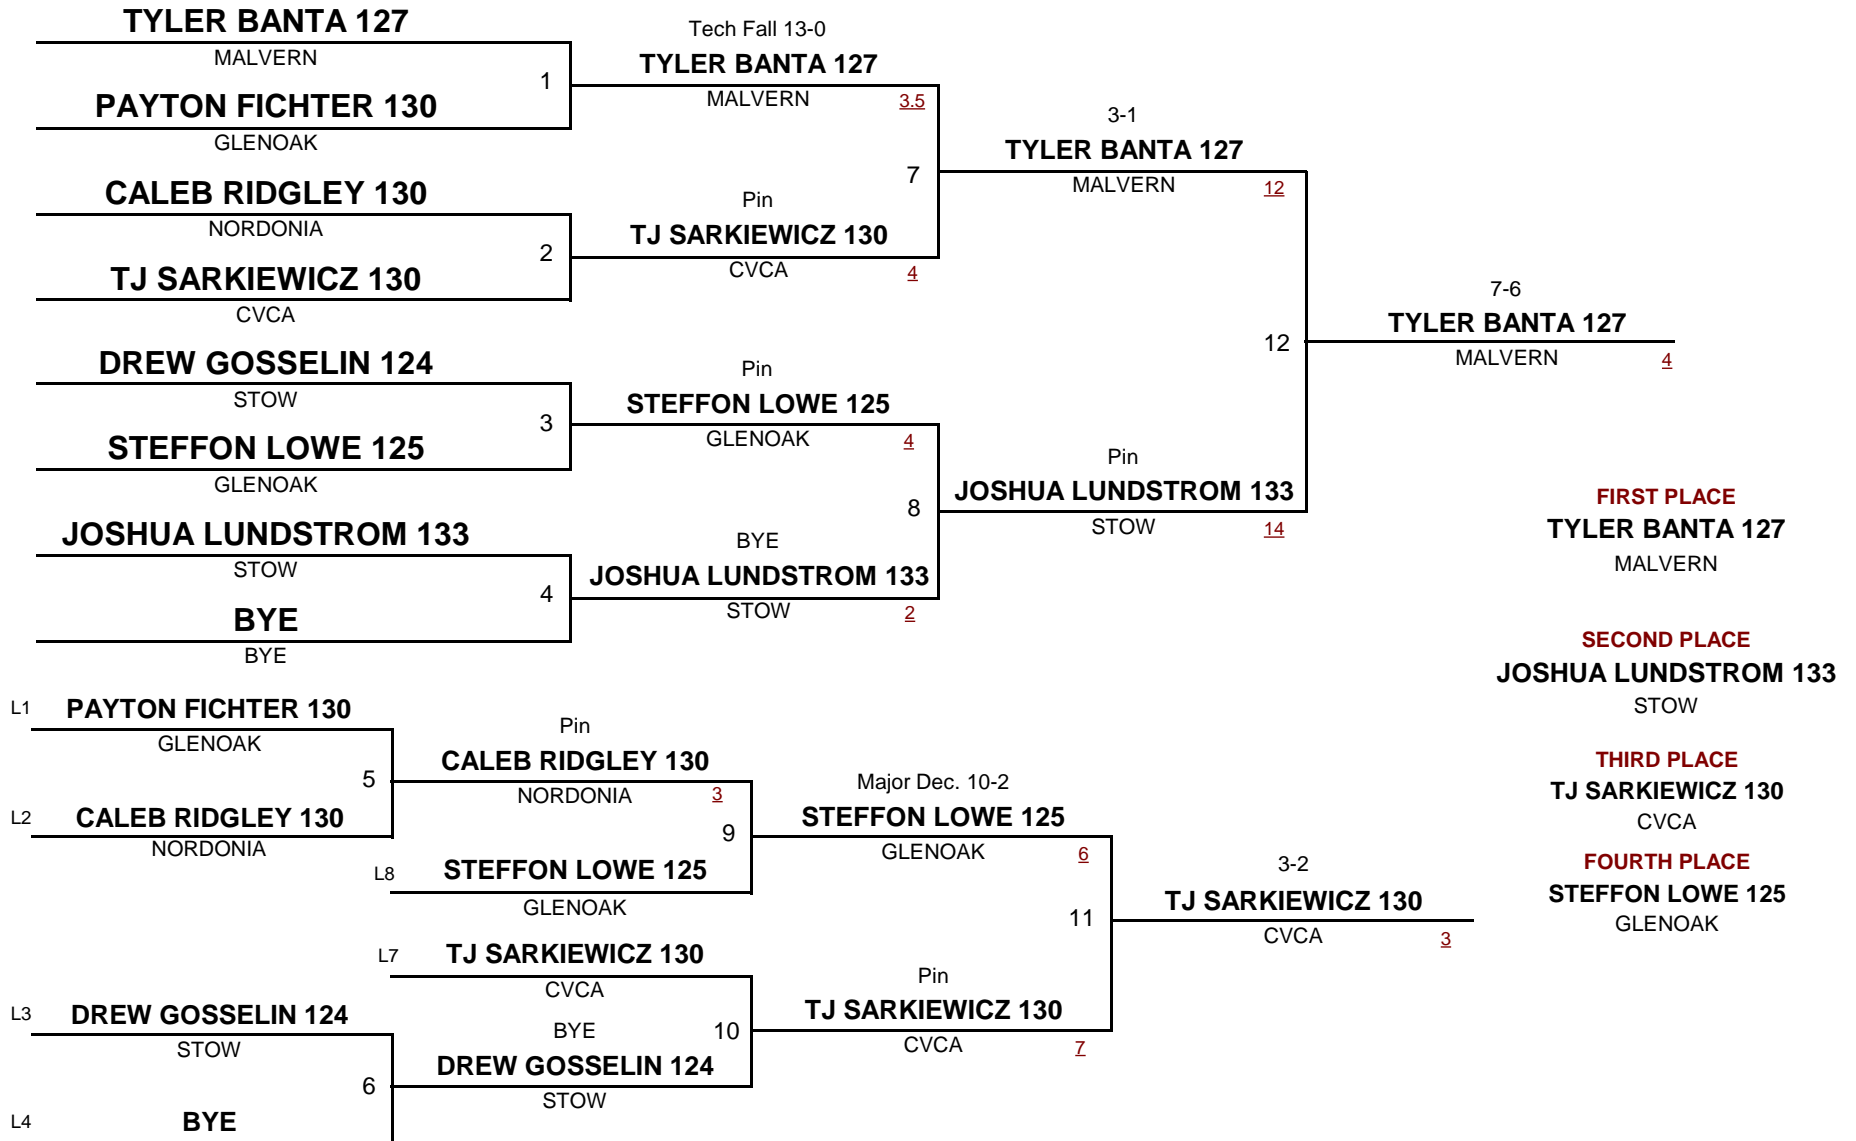 TYLER BANTA 127
MALVERN
1
PAYTON FICHTER 130
GLENOAK
CALEB RIDGLEY 130
NORDONIA
2
TJ SARKIEWICZ 130
CVCA
DREW GOSSELIN 124
STOW
3
STEFFON LOWE 125
GLENOAK
JOSHUA LUNDSTROM 133
STOW
4
BYE
BYE
Tech Fall 13-0
TYLER BANTA 127
MALVERN 3.5
7
Pin
TJ SARKIEWICZ 130
CVCA 4
Pin
STEFFON LOWE 125
GLENOAK 4
8
BYE
JOSHUA LUNDSTROM 133
STOW 2
3-1
TYLER BANTA 127
MALVERN 12
12
Pin
JOSHUA LUNDSTROM 133
STOW 14
7-6
TYLER BANTA 127
MALVERN 4
FIRST PLACE
TYLER BANTA 127
MALVERN
SECOND PLACE
JOSHUA LUNDSTROM 133
STOW
THIRD PLACE
TJ SARKIEWICZ 130
CVCA
FOURTH PLACE
STEFFON LOWE 125
GLENOAK
L1 PAYTON FICHTER 130
GLENOAK
5
L2 CALEB RIDGLEY 130
NORDONIA
Pin
CALEB RIDGLEY 130
NORDONIA 3
9
L8 STEFFON LOWE 125
GLENOAK
L7 TJ SARKIEWICZ 130
CVCA
10
BYE
DREW GOSSELIN 124
STOW
L3 DREW GOSSELIN 124
STOW
6
L4 BYE
Major Dec. 10-2
STEFFON LOWE 125
GLENOAK 6
11
Pin
TJ SARKIEWICZ 130
CVCA 7
3-2
TJ SARKIEWICZ 130
CVCA 3